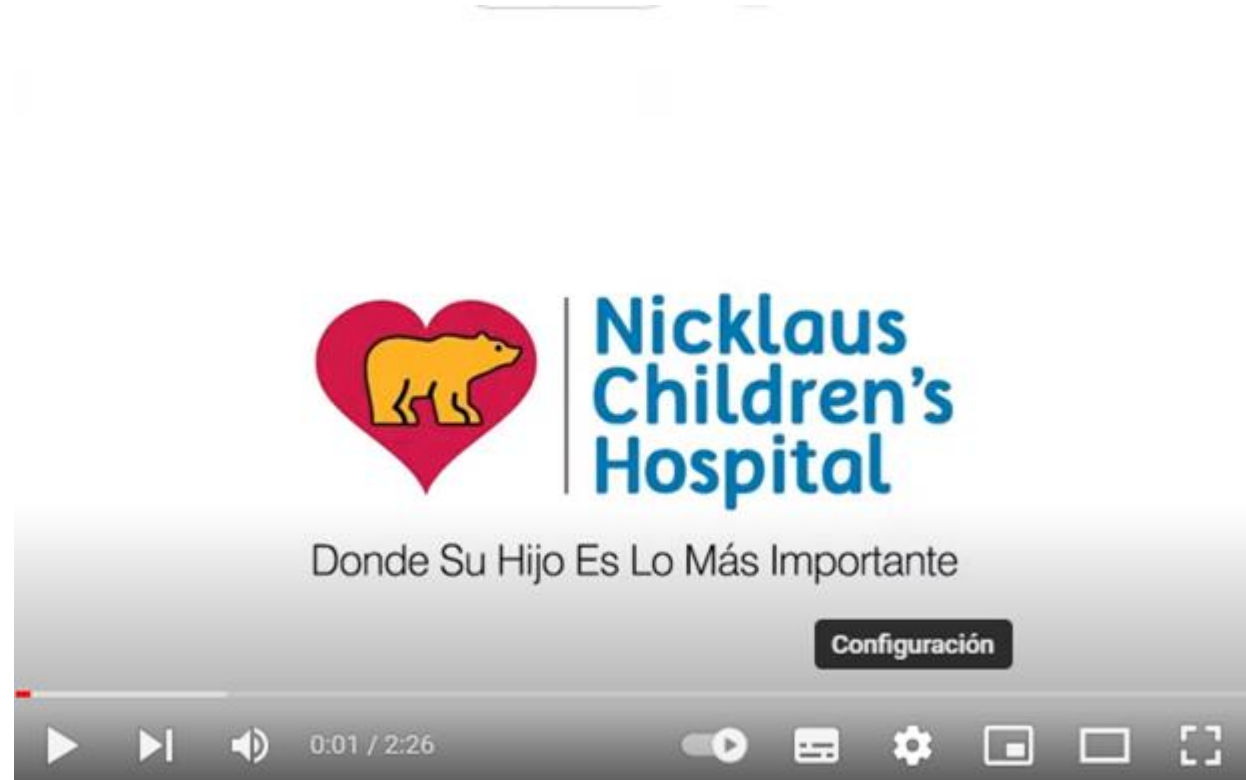 Nicklaus
Children's
Hospital
Donde Su Hijo Es Lo Más Importante
Configuración
0:01 / 2:26